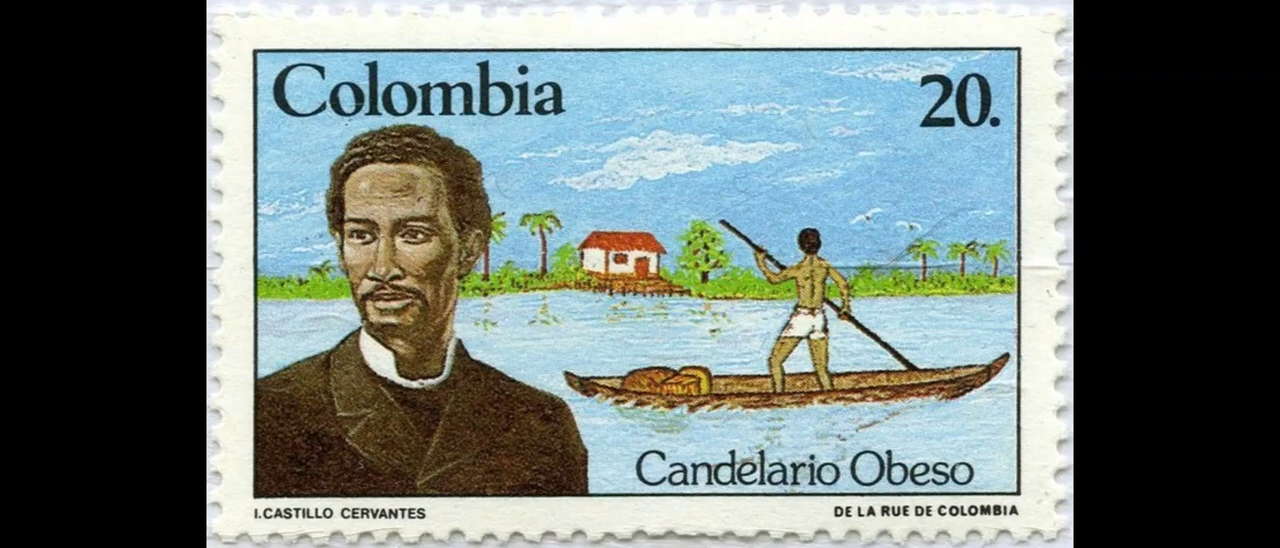 Colombia
20.
Candelario Obeso
I.CASTILLO CERVANTES
DE LA RUE DE COLOMBIA